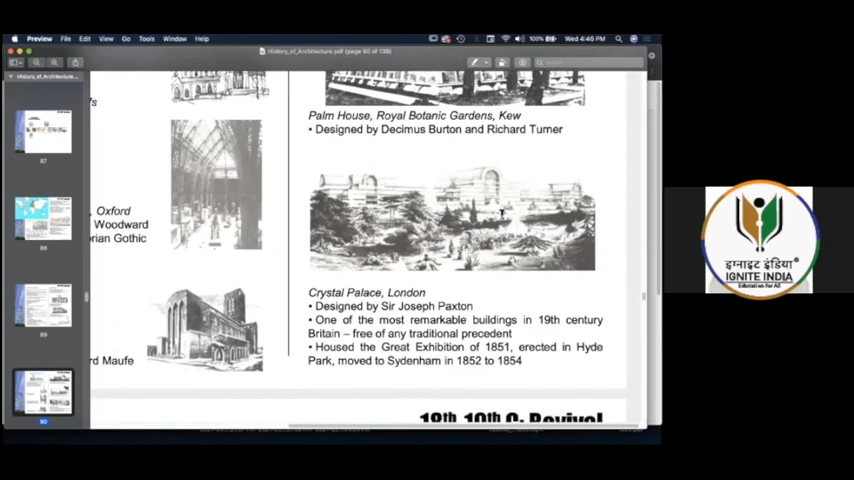 Preview File Edit View Go Tools Window Help
100%
Wed 4:46 PM
History_of_Architecture.pdf (page 90 of 139)
Search
History_of_Architecture...
87
88
89
90
, Oxford
Woodward
orian Gothic
rd Maufe
Palm House, Royal Botanic Gardens, Kew
• Designed by Decimus Burton and Richard Turner
Crystal Palace, London
• Designed by Sir Joseph Paxton
• One of the most remarkable buildings in 19th century
Britain – free of any traditional precedent
• Housed the Great Exhibition of 1851, erected in Hyde
Park, moved to Sydenham in 1852 to 1854
इग्नाइट इंडिया®
IGNITE INDIA
Education for All